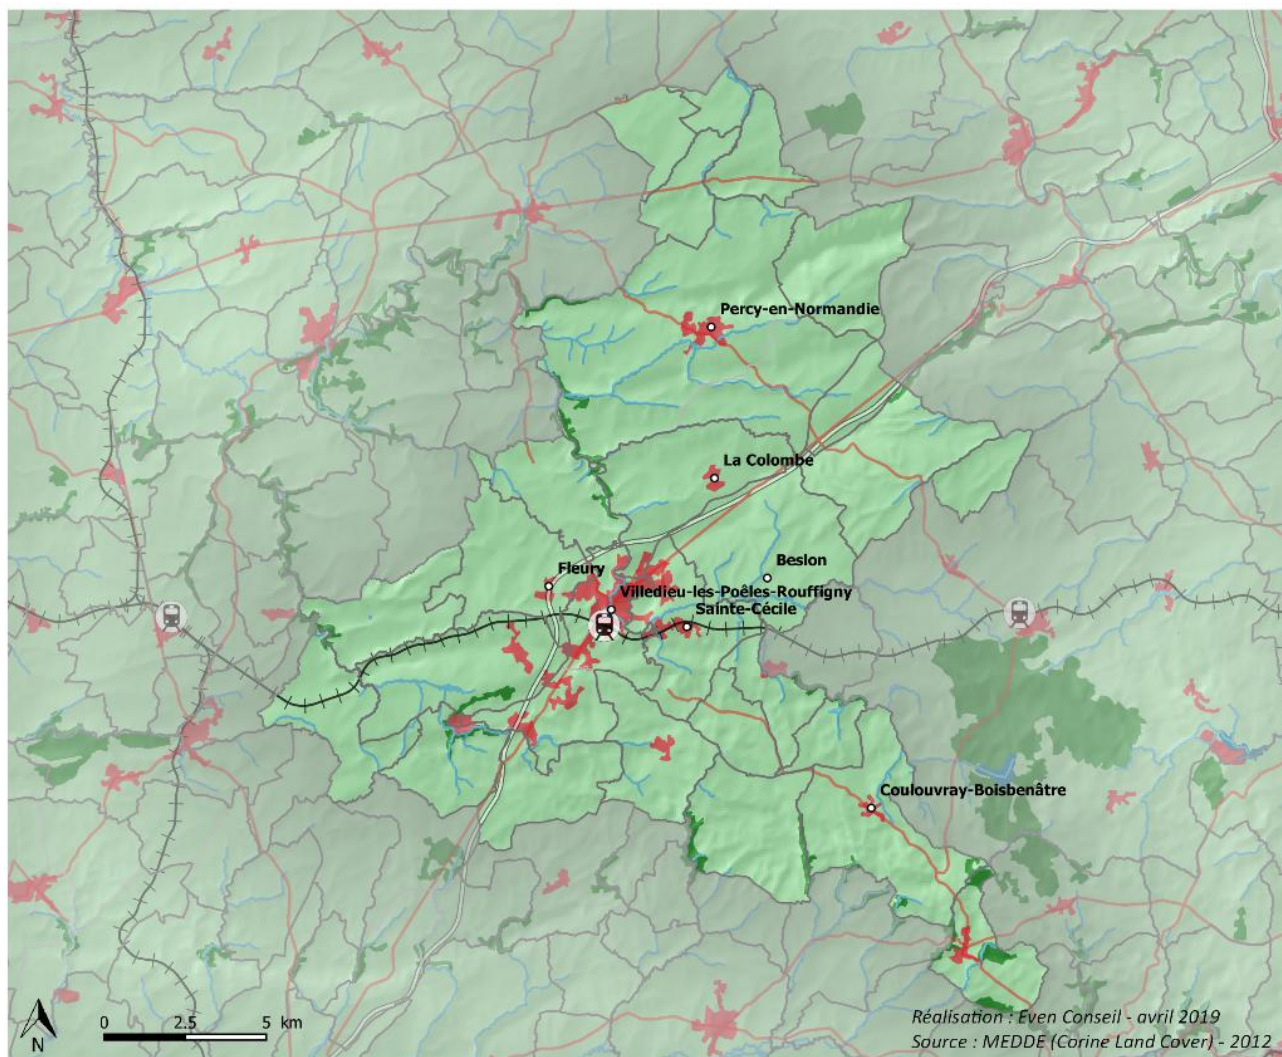 Percy-en-Normandie
La Colombe
Beslon
Fleury
Villedieu-les-Poêles-Rouffigny
Sainte-Cécile
Coulouvray-Boisbenâtre
0 2.5 5 km
N
Réalisation : Even Conseil - avril 2019
Source : MEDDE (Corine Land Cover) - 2012